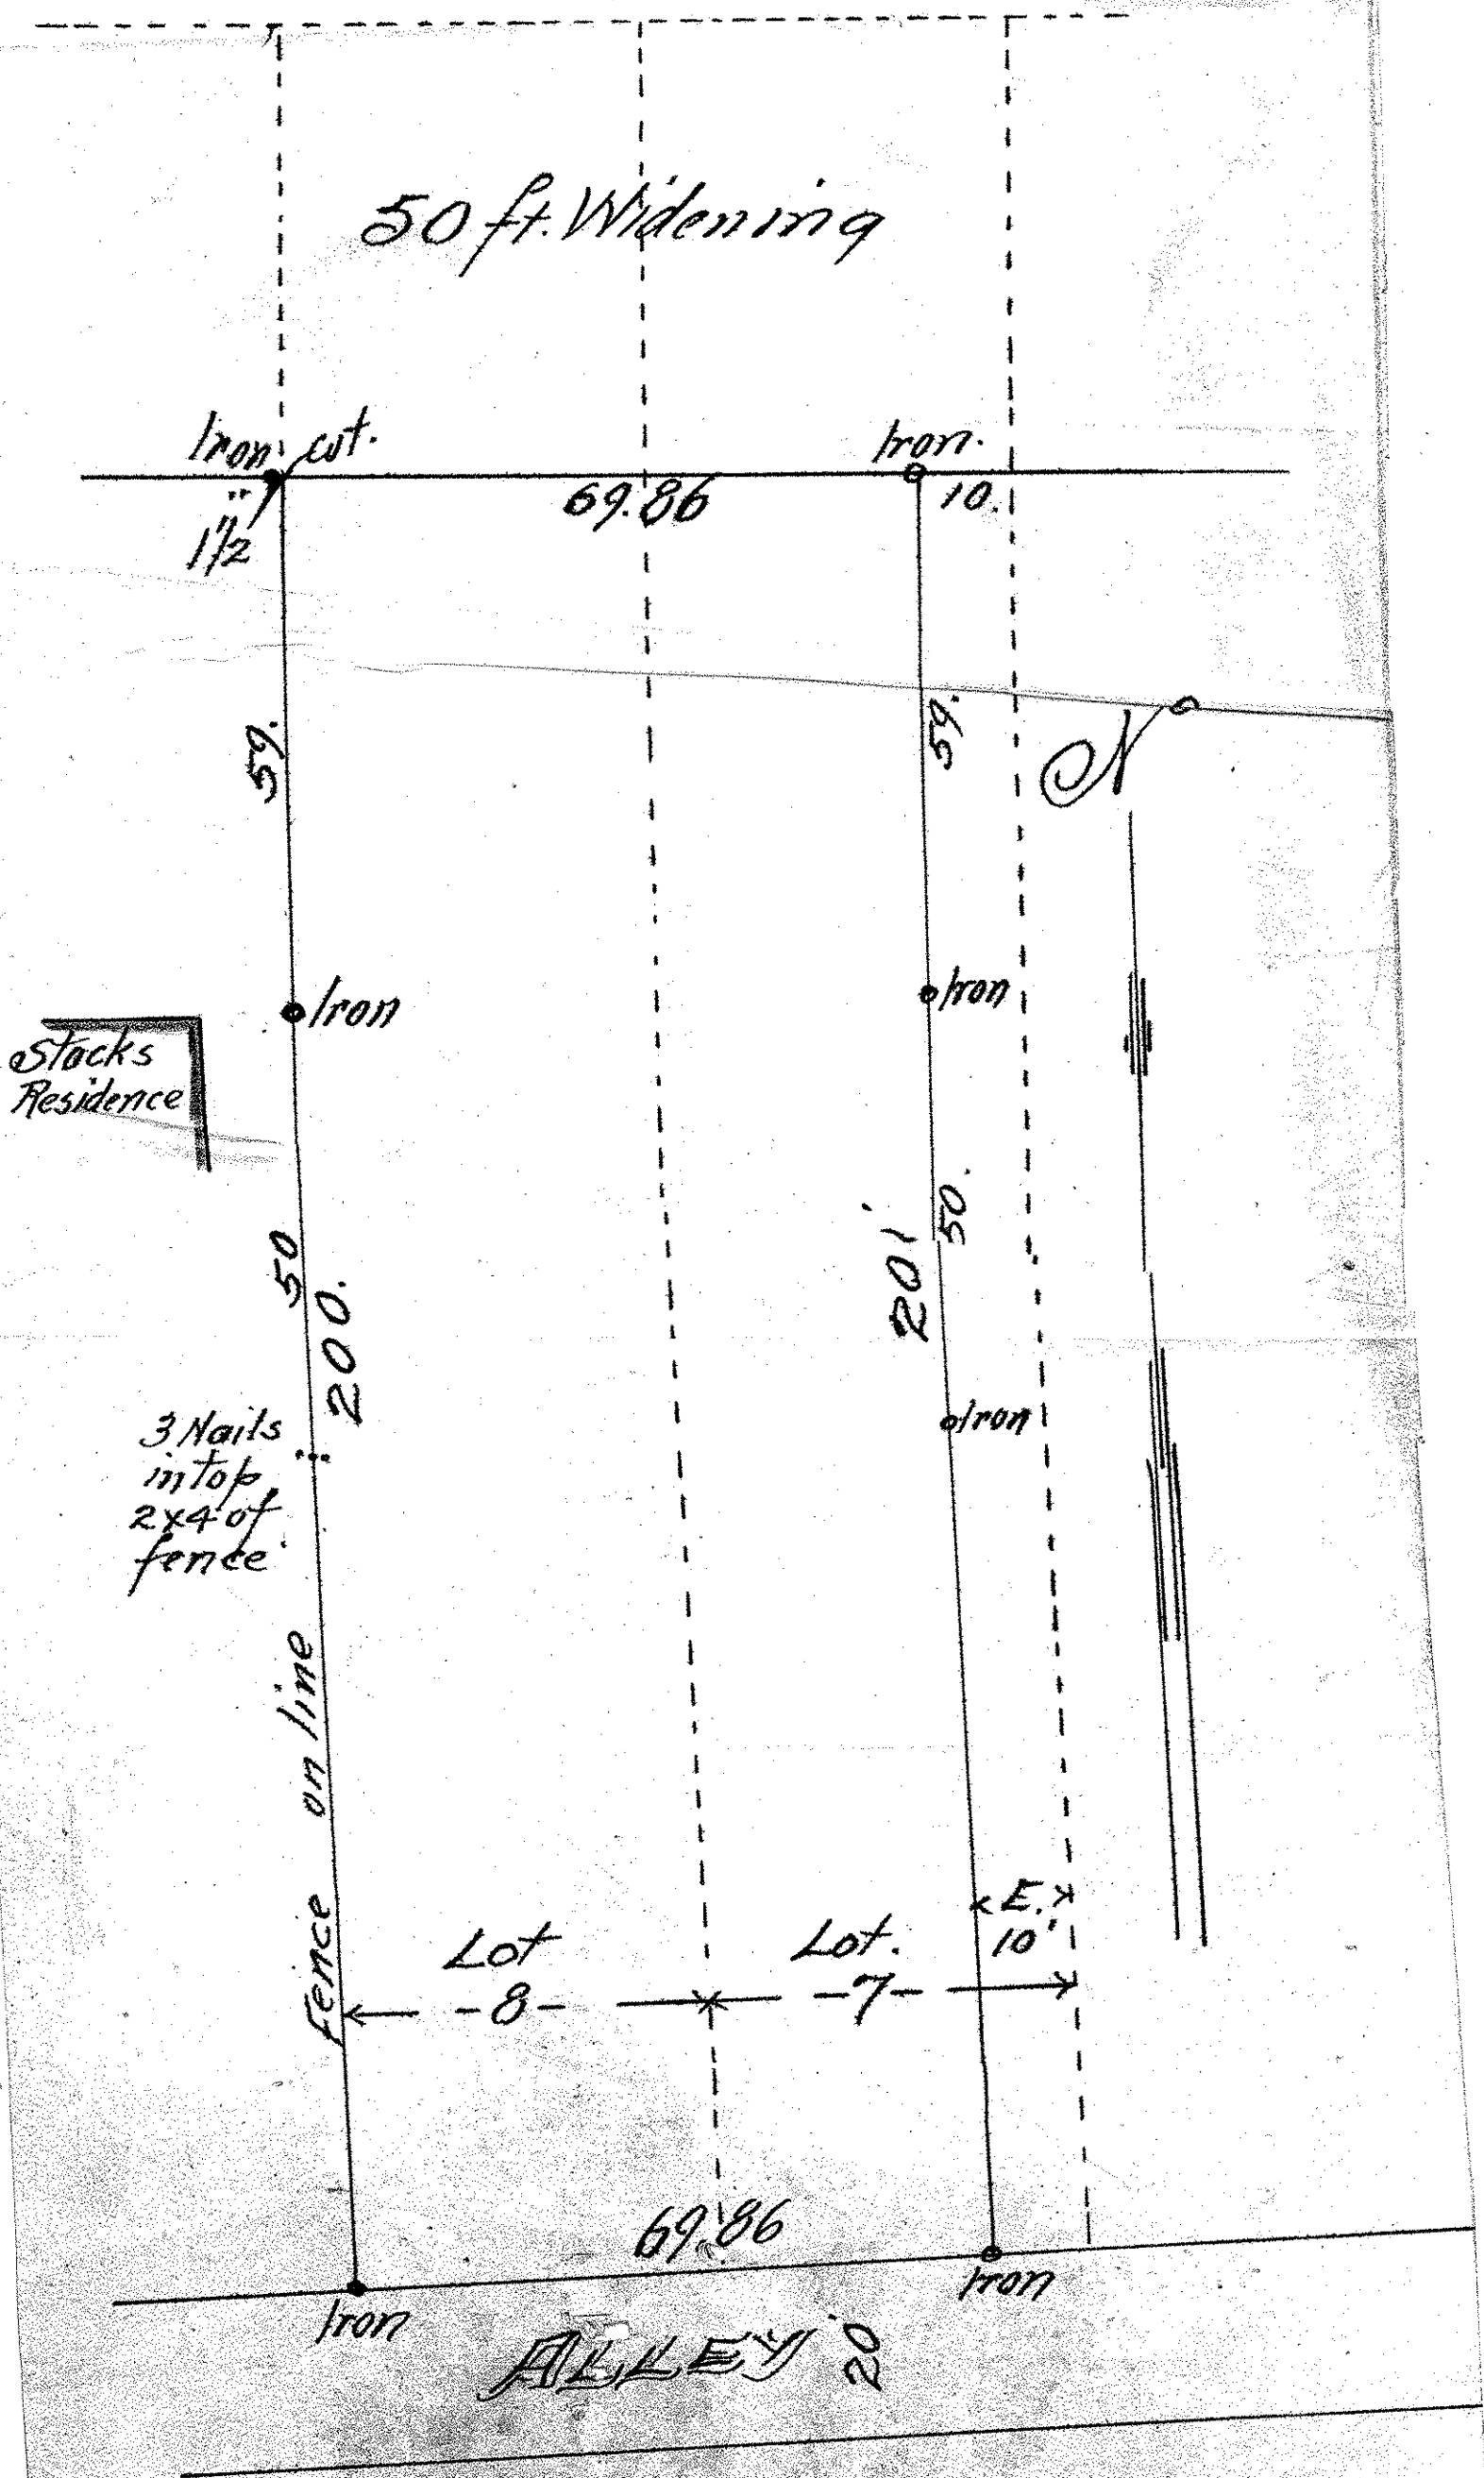 50 ft. Widening
Iron cut.
1 1/2"
Iron.
69.86
10.
59.
59.
N
Iron
Iron
Stacks
Residence
50
200.
50.
201'
3 Nails
in top
2x4 of
fence
Iron
Fence on line
E.
10'
Lot
-8-
Lot.
-7-
69.86
Iron
Iron
ALLEY 20'